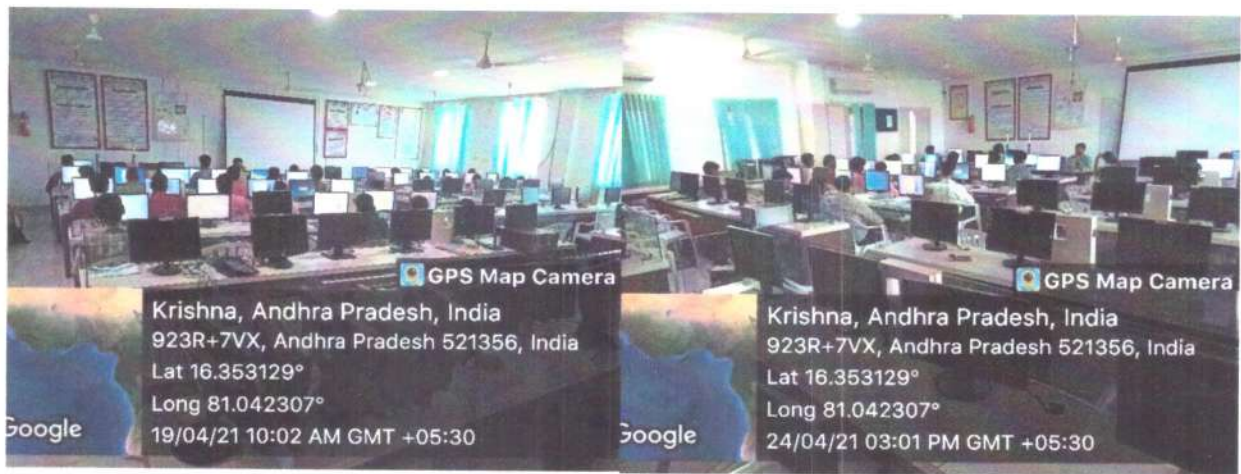 GPS Map Camera
Krishna, Andhra Pradesh, India
923R+7VX, Andhra Pradesh 521356, India
Lat 16.353129°
Long 81.042307°
19/04/21 10:02 AM GMT +05:30
Google
GPS Map Camera
Krishna, Andhra Pradesh, India
923R+7VX, Andhra Pradesh 521356, India
Lat 16.353129°
Long 81.042307°
24/04/21 03:01 PM GMT +05:30
Google